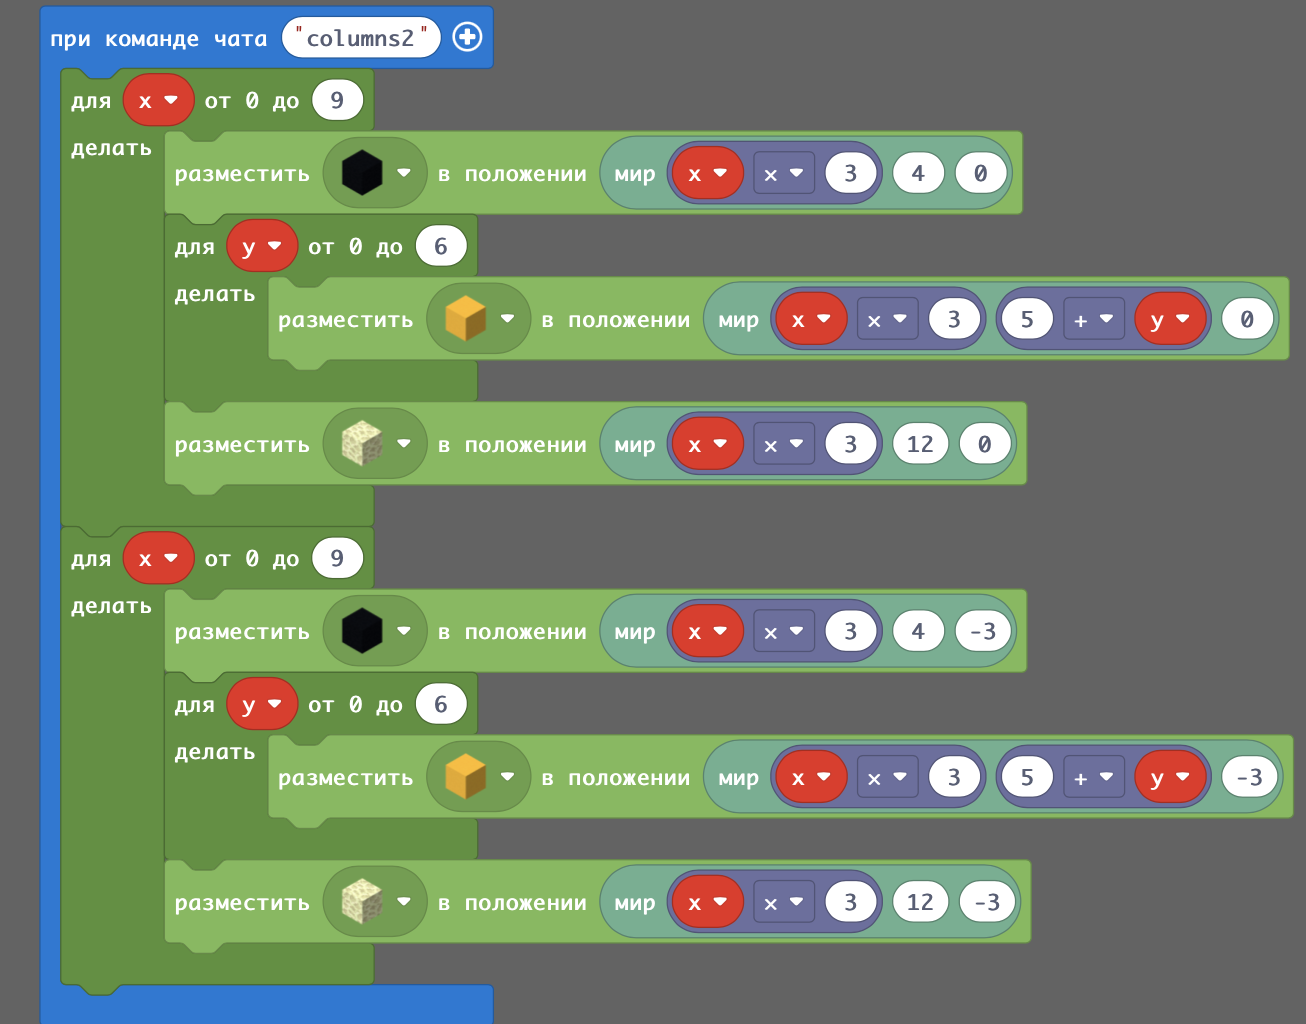 при команде чата "columns2"
для x от 0 до 9
делать
разместить в положении мир x × 3 4 0
для y от 0 до 6
делать
разместить в положении мир x × 3 5 + y 0
разместить в положении мир x × 3 12 0
для x от 0 до 9
делать
разместить в положении мир x × 3 4 -3
для y от 0 до 6
делать
разместить в положении мир x × 3 5 + y -3
разместить в положении мир x × 3 12 -3